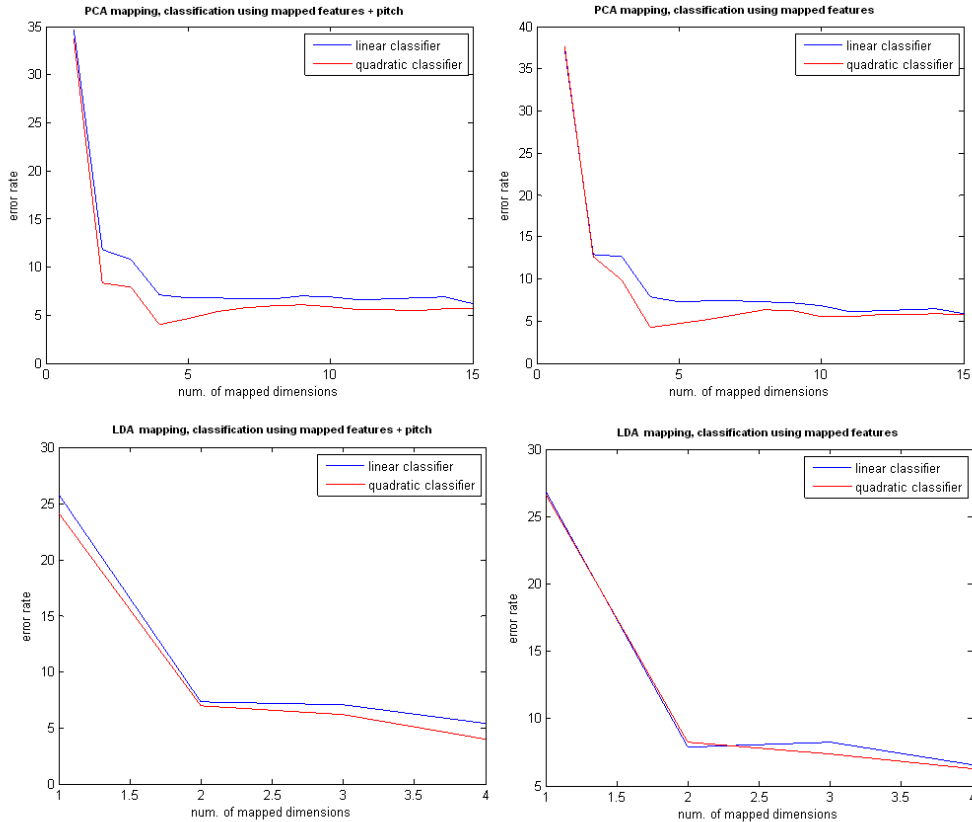 PCA mapping, classification using mapped features + pitch
35
30
25
20
15
10
5
0
0
5
10
15
error rate
num. of mapped dimensions
linear classifier
quadratic classifier
PCA mapping, classification using mapped features
40
35
30
25
20
15
10
5
0
0
5
10
15
error rate
num. of mapped dimensions
linear classifier
quadratic classifier
LDA mapping, classification using mapped features + pitch
30
25
20
15
10
5
0
1
1.5
2
2.5
3
3.5
4
error rate
num. of mapped dimensions
linear classifier
quadratic classifier
LDA mapping, classification using mapped features
30
25
20
15
10
5
1
1.5
2
2.5
3
3.5
4
error rate
num. of mapped dimensions
linear classifier
quadratic classifier